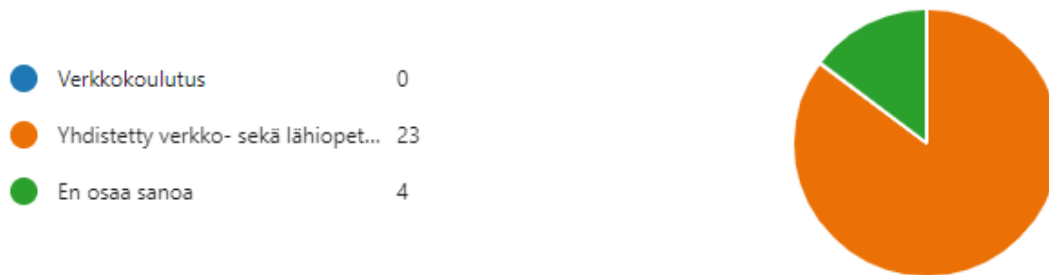 Verkkokoulutus 0
Yhdistetty verkko- sekä lähiopet... 23
En osaa sanoa 4